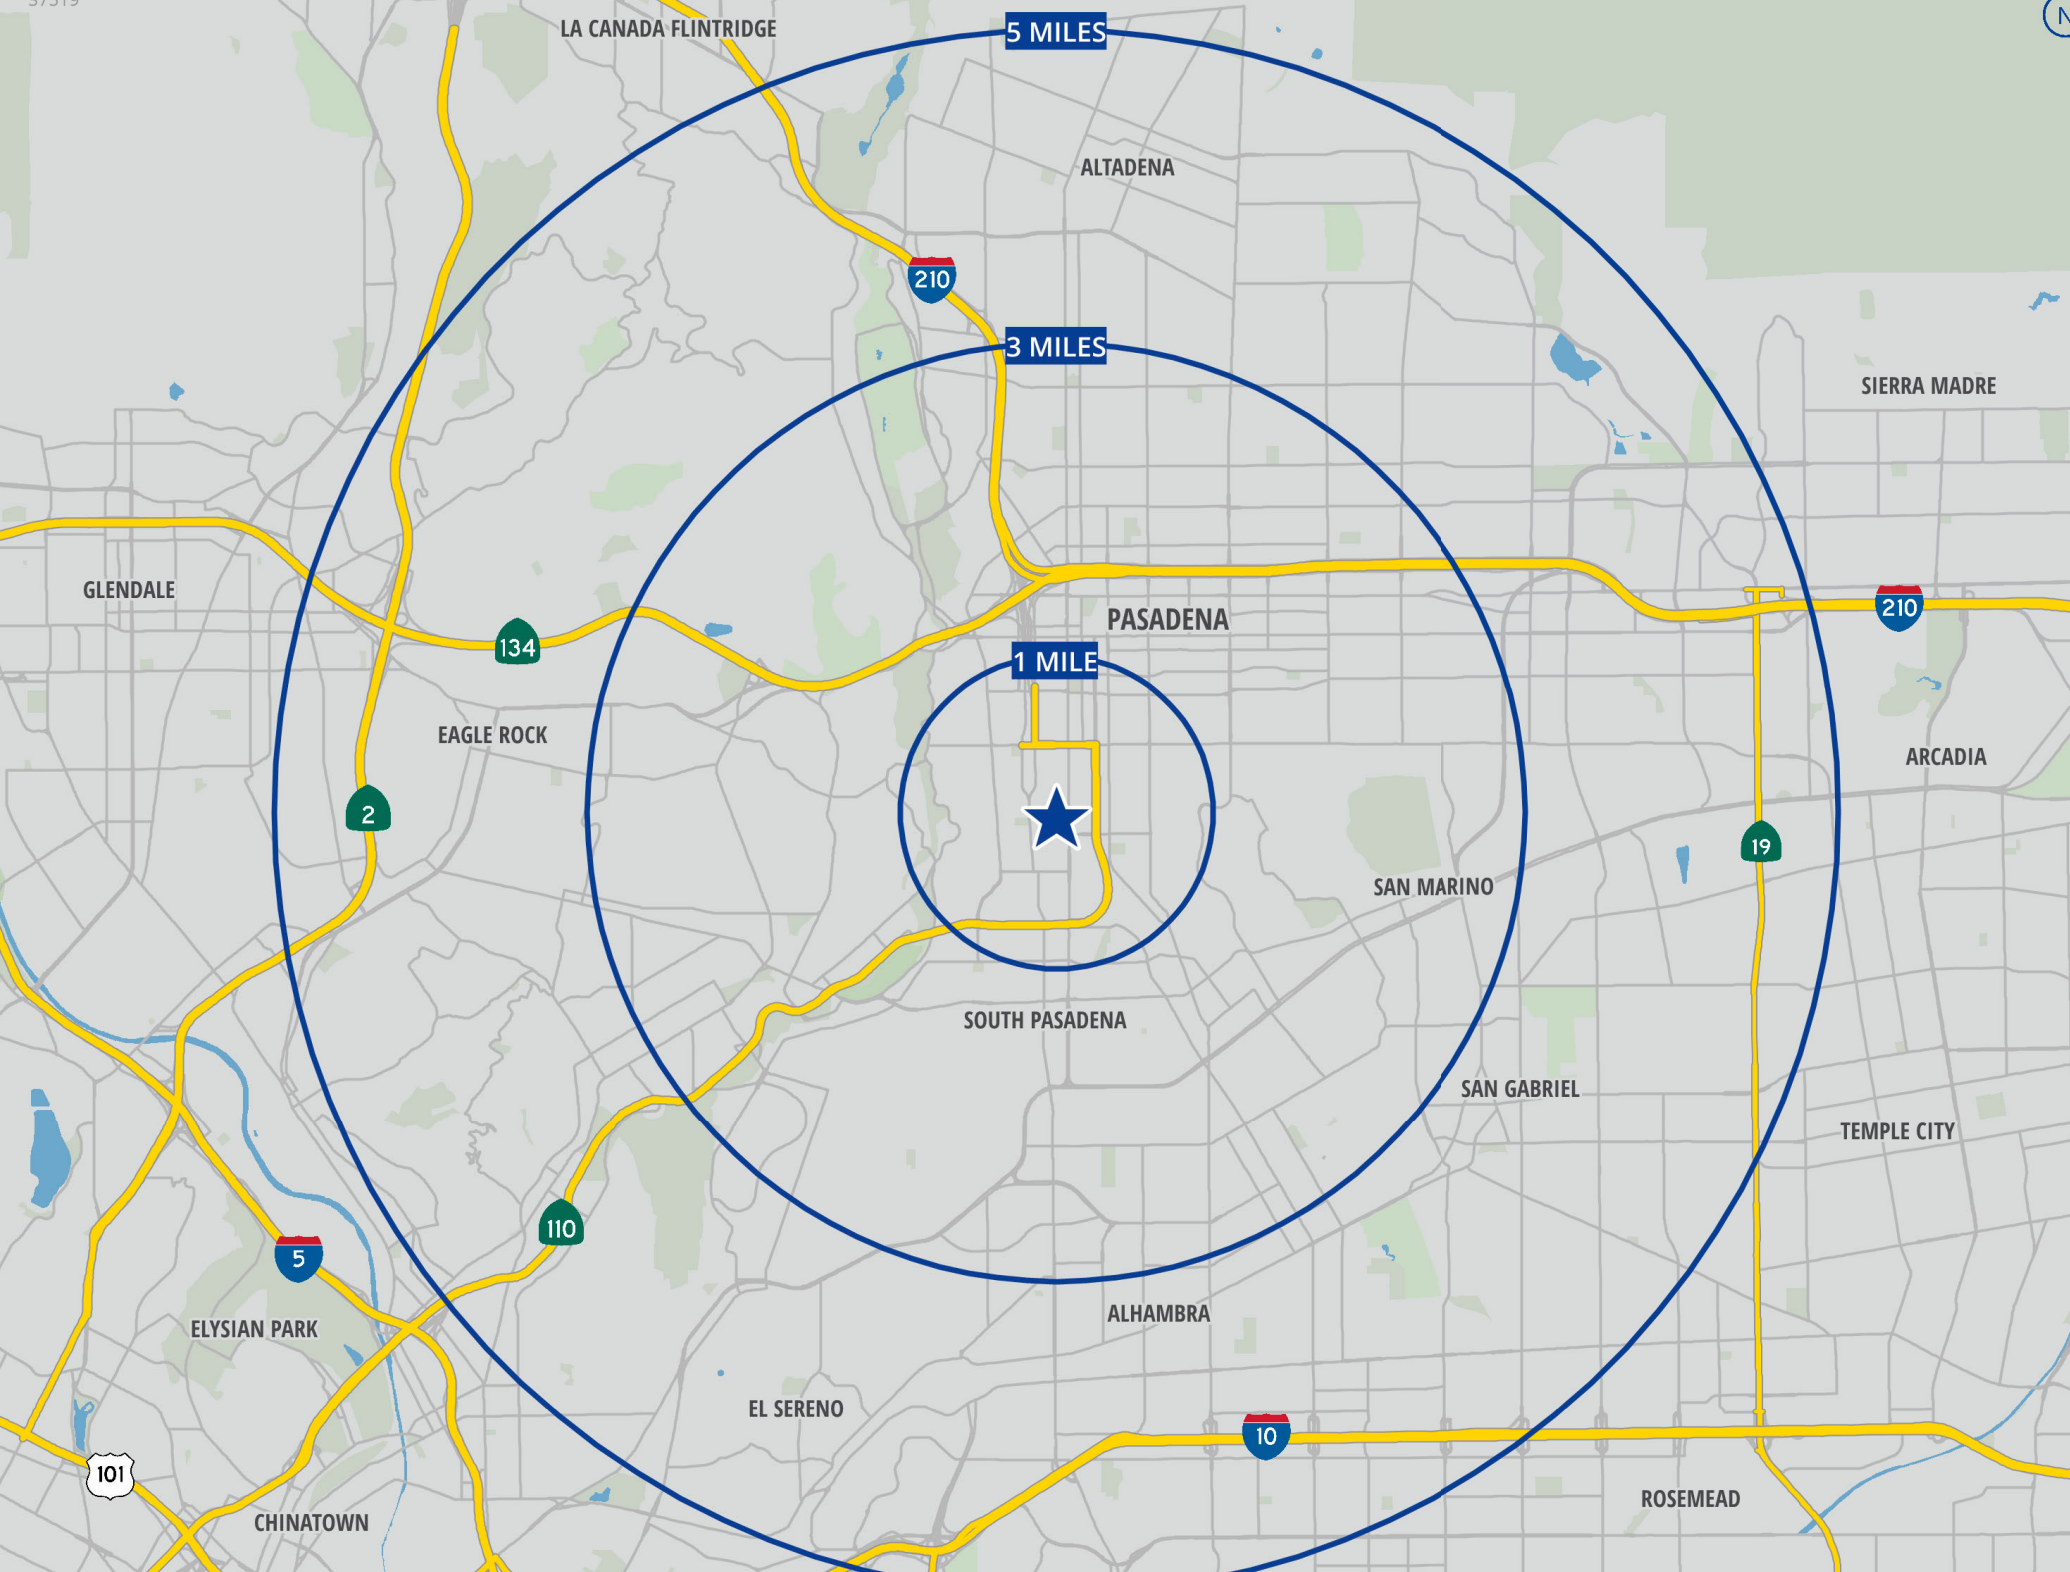 LA CANADA FLINTRIDGE
5 MILES
N
ALTADENA
210
3 MILES
SIERRA MADRE
GLENDALE
134
PASADENA
210
1 MILE
EAGLE ROCK
ARCADIA
2
19
SAN MARINO
SOUTH PASADENA
SAN GABRIEL
TEMPLE CITY
110
5
ELYSIAN PARK
ALHAMBRA
EL SERENO
10
101
ROSEMEAD
CHINATOWN